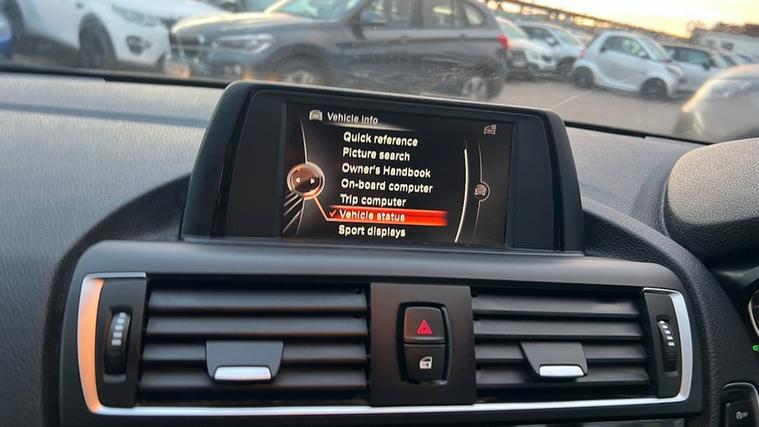 Vehicle info
Quick reference
Picture search
Owner's Handbook
On-board computer
Trip computer
Vehicle status
Sport displays